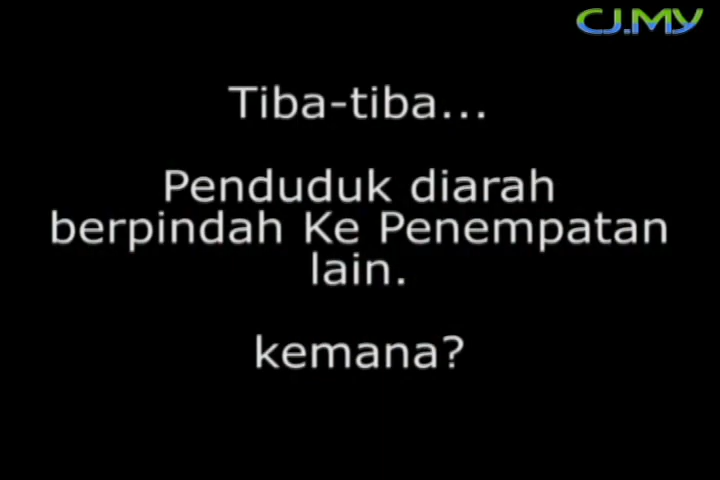 CJ.MY
Tiba-tiba...
Penduduk diarah
berpindah Ke Penempatan
lain.
kemana?